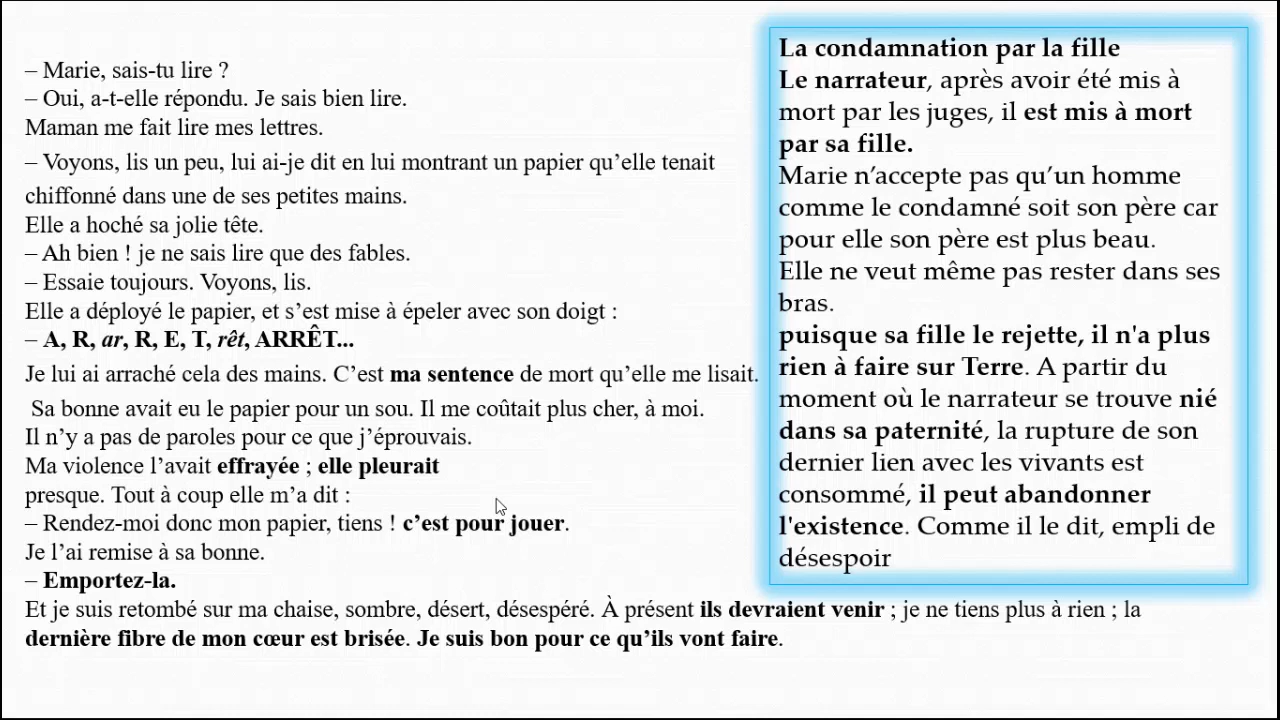 – Marie, sais-tu lire ?
– Oui, a-t-elle répondu. Je sais bien lire.
Maman me fait lire mes lettres.
– Voyons, lis un peu, lui ai-je dit en lui montrant un papier qu’elle tenait
chiffonné dans une de ses petites mains.
Elle a hoché sa jolie tête.
– Ah bien ! je ne sais lire que des fables.
– Essaie toujours. Voyons, lis.
Elle a déployé le papier, et s’est mise à épeler avec son doigt :
– A, R, ar, R, E, T, rêt, ARRÊT...
Je lui ai arraché cela des mains. C’est ma sentence de mort qu’elle me lisait.
Sa bonne avait eu le papier pour un sou. Il me coûtait plus cher, à moi.
Il n’y a pas de paroles pour ce que j’éprouvais.
Ma violence l’avait effrayée ; elle pleurait
presque. Tout à coup elle m’a dit :
– Rendez-moi donc mon papier, tiens ! c’est pour jouer.
Je l’ai remise à sa bonne.
– Emportez-la.
Et je suis retombé sur ma chaise, sombre, désert, désespéré. À présent ils devraient venir ; je ne tiens plus à rien ; la
dernière fibre de mon cœur est brisée. Je suis bon pour ce qu’ils vont faire.
La condamnation par la fille
Le narrateur, après avoir été mis à
mort par les juges, il est mis à mort
par sa fille.
Marie n’accepte pas qu’un homme
comme le condamné soit son père car
pour elle son père est plus beau.
Elle ne veut même pas rester dans ses
bras.
puisque sa fille le rejette, il n'a plus
rien à faire sur Terre. A partir du
moment où le narrateur se trouve nié
dans sa paternité, la rupture de son
dernier lien avec les vivants est
consommé, il peut abandonner
l'existence. Comme il le dit, empli de
désespoir